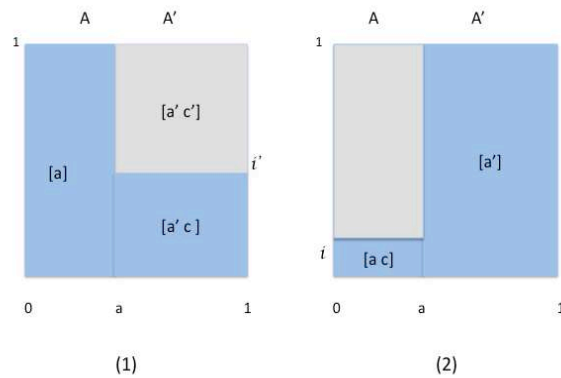 A A′ A A′
1 1
[a′ c′]
i′
[a] [a′]
[a′ c ]
i [a c]
0 a 1 0 a 1
(1) (2)